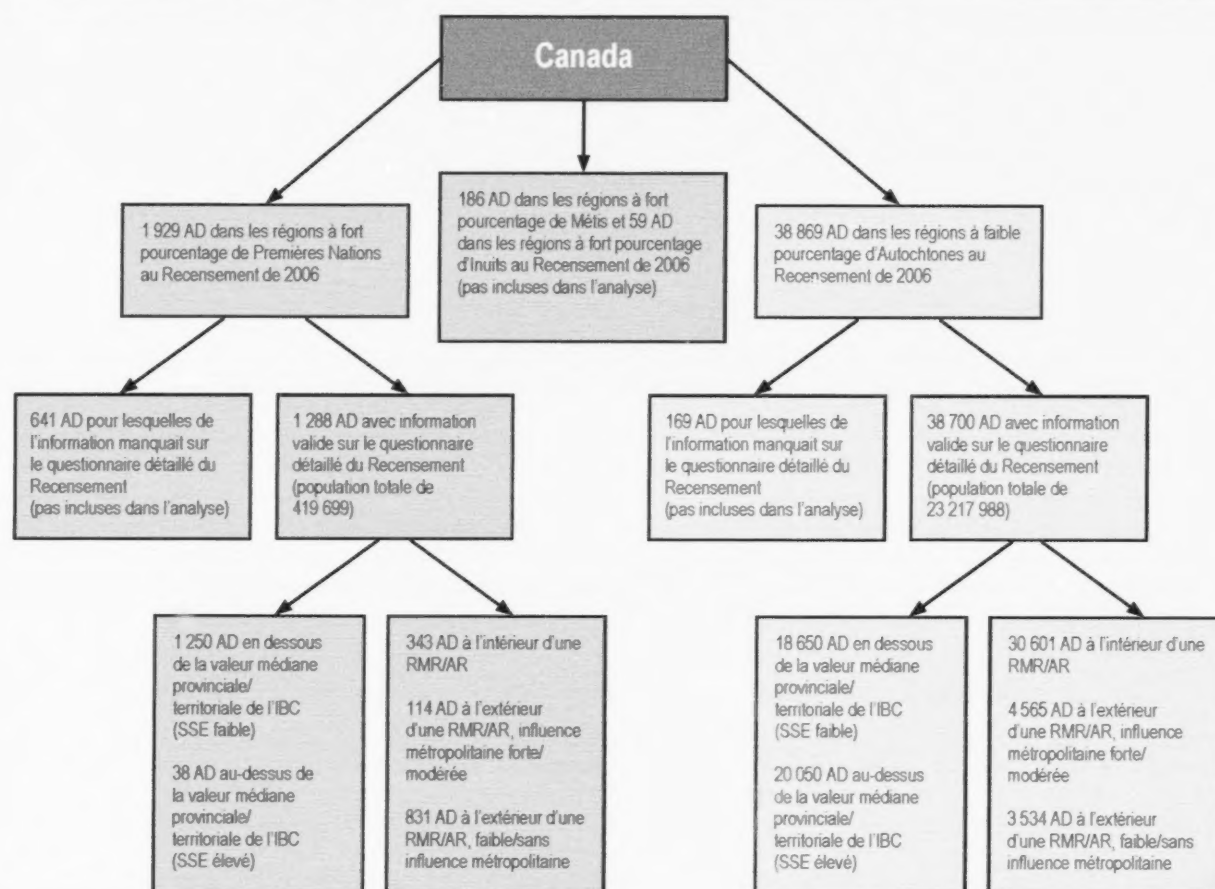 Canada
1 929 AD dans les régions à fort
pourcentage de Premières Nations
au Recensement de 2006
186 AD dans les régions à fort
pourcentage de Métis et 59 AD
dans les régions à fort pourcentage
d'Inuits au Recensement de 2006
(pas incluses dans l'analyse)
38 869 AD dans les régions à faible
pourcentage d'Autochtones au
Recensement de 2006
641 AD pour lesquelles de
l'information manquait sur
le questionnaire détaillé du
Recensement
(pas incluses dans l'analyse)
1 288 AD avec information
valide sur le questionnaire
détaillé du Recensement
(population totale de
419 699)
169 AD pour lesquelles de
l'information manquait sur
le questionnaire détaillé du
Recensement
(pas incluses dans l'analyse)
38 700 AD avec information
valide sur le questionnaire
détaillé du Recensement
(population totale de
23 217 988)
1 250 AD en dessous
de la valeur médiane
provinciale/
territoriale de l'IBC
(SSE faible)
38 AD au-dessus de
la valeur médiane
provinciale/
territoriale de l'IBC
(SSE élevé)
343 AD à l'intérieur d'une
RMR/AR
114 AD à l'extérieur
d'une RMR/AR, influence
métropolitaine forte/
modérée
831 AD à l'extérieur d'une
RMR/AR, faible/sans
influence métropolitaine
18 650 AD en dessous
de la valeur médiane
provinciale/
territoriale de l'IBC
(SSE faible)
20 050 AD au-dessus
de la valeur médiane
provinciale/
territoriale de l'IBC
(SSE élevé)
30 601 AD à l'intérieur d'une
RMR/AR
4 565 AD à l'extérieur
d'une RMR/AR, influence
métropolitaine forte/
modérée
3 534 AD à l'extérieur
d'une RMR/AR, faible/sans
influence métropolitaine